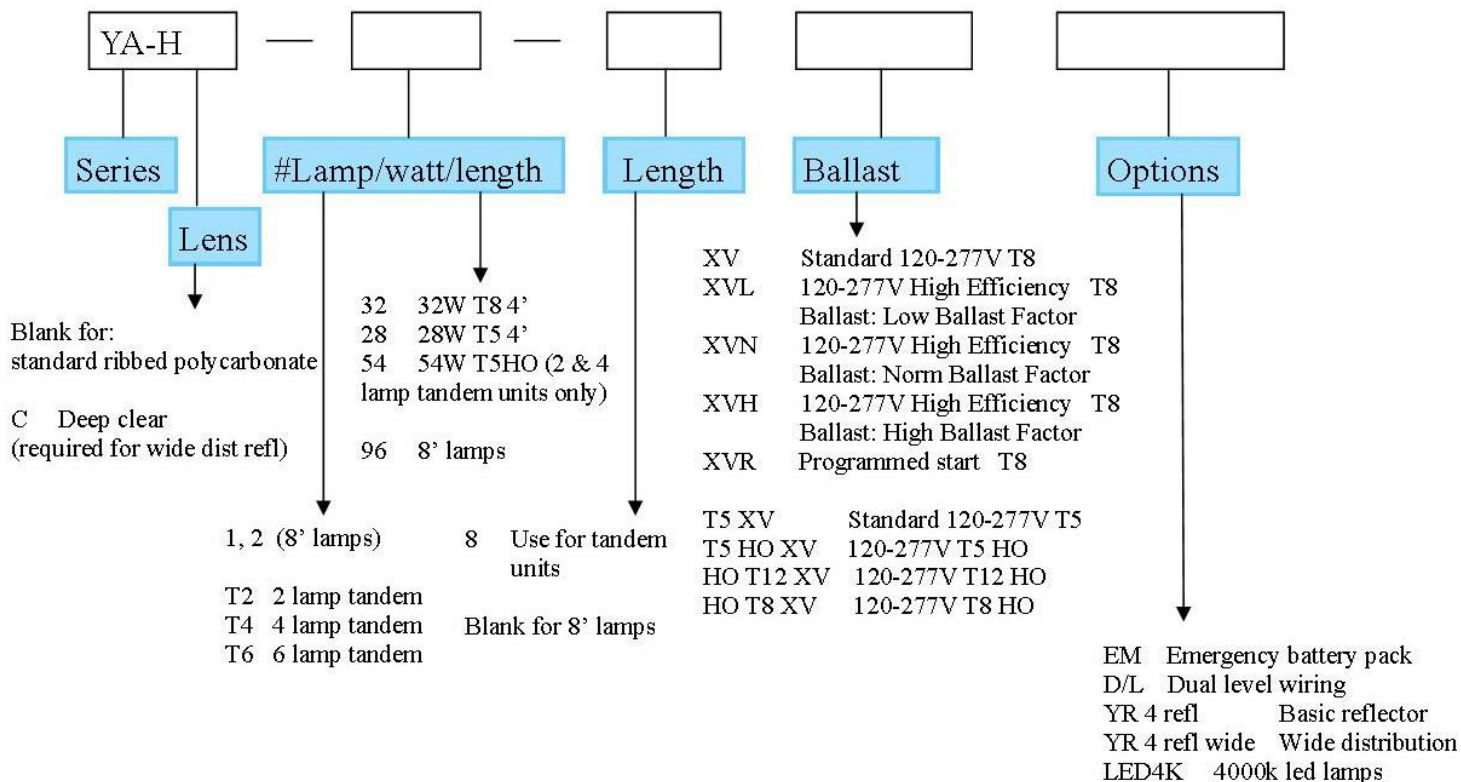 YA-H
Series
#Lamp/watt/length
Length
Ballast
Options
Lens
Blank for:
standard ribbed polycarbonate
C Deep clear
(required for wide dist refl)
32 32W T8 4’
28 28W T5 4’
54 54W T5HO (2 & 4
lamp tandem units only)
96 8’ lamps
1, 2 (8’ lamps)
T2 2 lamp tandem
T4 4 lamp tandem
T6 6 lamp tandem
8 Use for tandem
units
Blank for 8’ lamps
XV Standard 120-277V T8
XVL 120-277V High Efficiency T8
Ballast: Low Ballast Factor
XVN 120-277V High Efficiency T8
Ballast: Norm Ballast Factor
XVH 120-277V High Efficiency T8
Ballast: High Ballast Factor
XVR Programmed start T8
T5 XV Standard 120-277V T5
T5 HO XV 120-277V T5 HO
HO T12 XV 120-277V T12 HO
HO T8 XV 120-277V T8 HO
EM Emergency battery pack
D/L Dual level wiring
YR 4 refl Basic reflector
YR 4 refl wide Wide distribution
LED4K 4000k led lamps